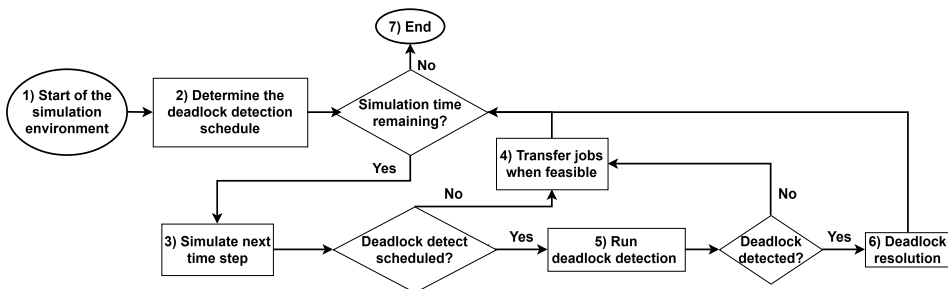 7) End
No
1) Start of the
simulation
environment
2) Determine the
deadlock detection
schedule
Simulation time
remaining?
Yes
4) Transfer jobs
when feasible
No
No
3) Simulate next
time step
Deadlock detect
scheduled?
Yes
5) Run
deadlock detection
Deadlock
detected?
Yes
6) Deadlock
resolution